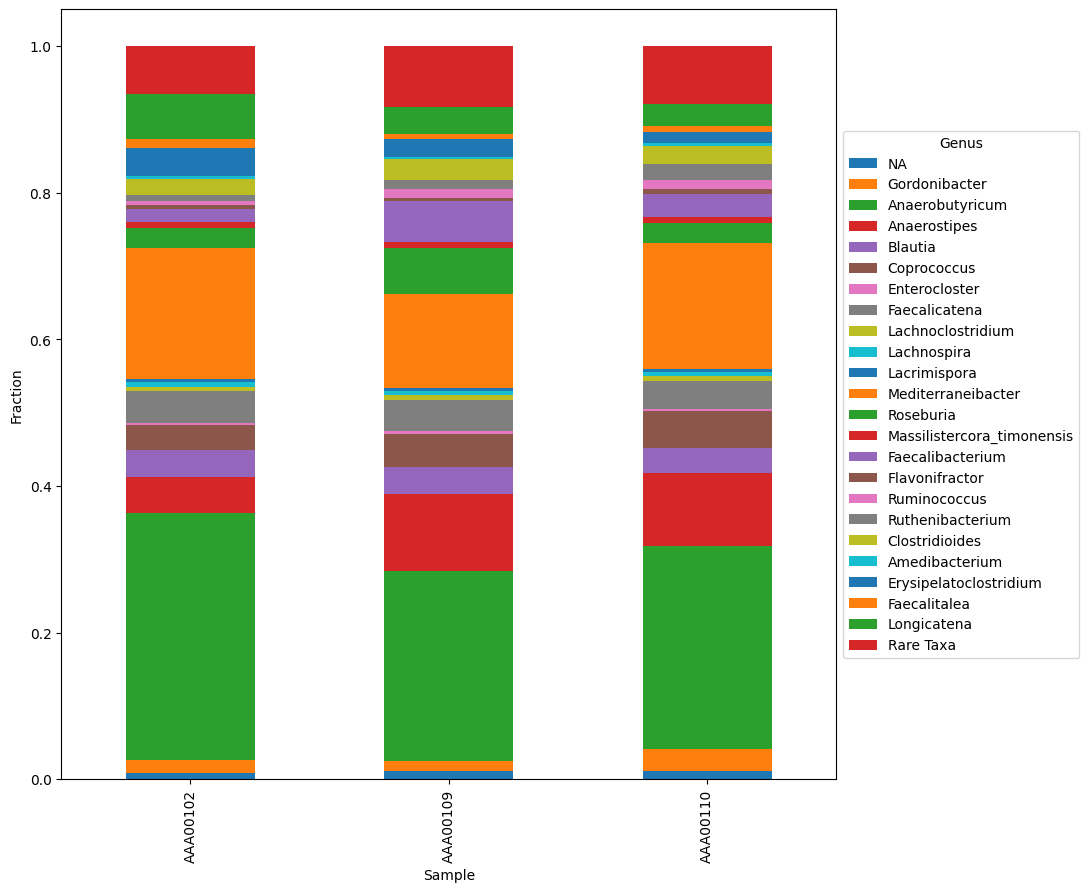 1.0
0.8
0.6
0.4
0.2
0.0
Fraction
AAA00102
AAA00109
AAA00110
Sample
Genus
NA
Gordonibacter
Anaerobutyricum
Anaerostipes
Blautia
Coprococcus
Enterocloster
Faecalicatena
Lachnoclostridium
Lachnospira
Lacrimispora
Mediterraneibacter
Roseburia
Massilistercora_timonensis
Faecalibacterium
Flavonifractor
Ruminococcus
Ruthenibacterium
Clostridioides
Amedibacterium
Erysipelatoclostridium
Faecalitalea
Longicatena
Rare Taxa